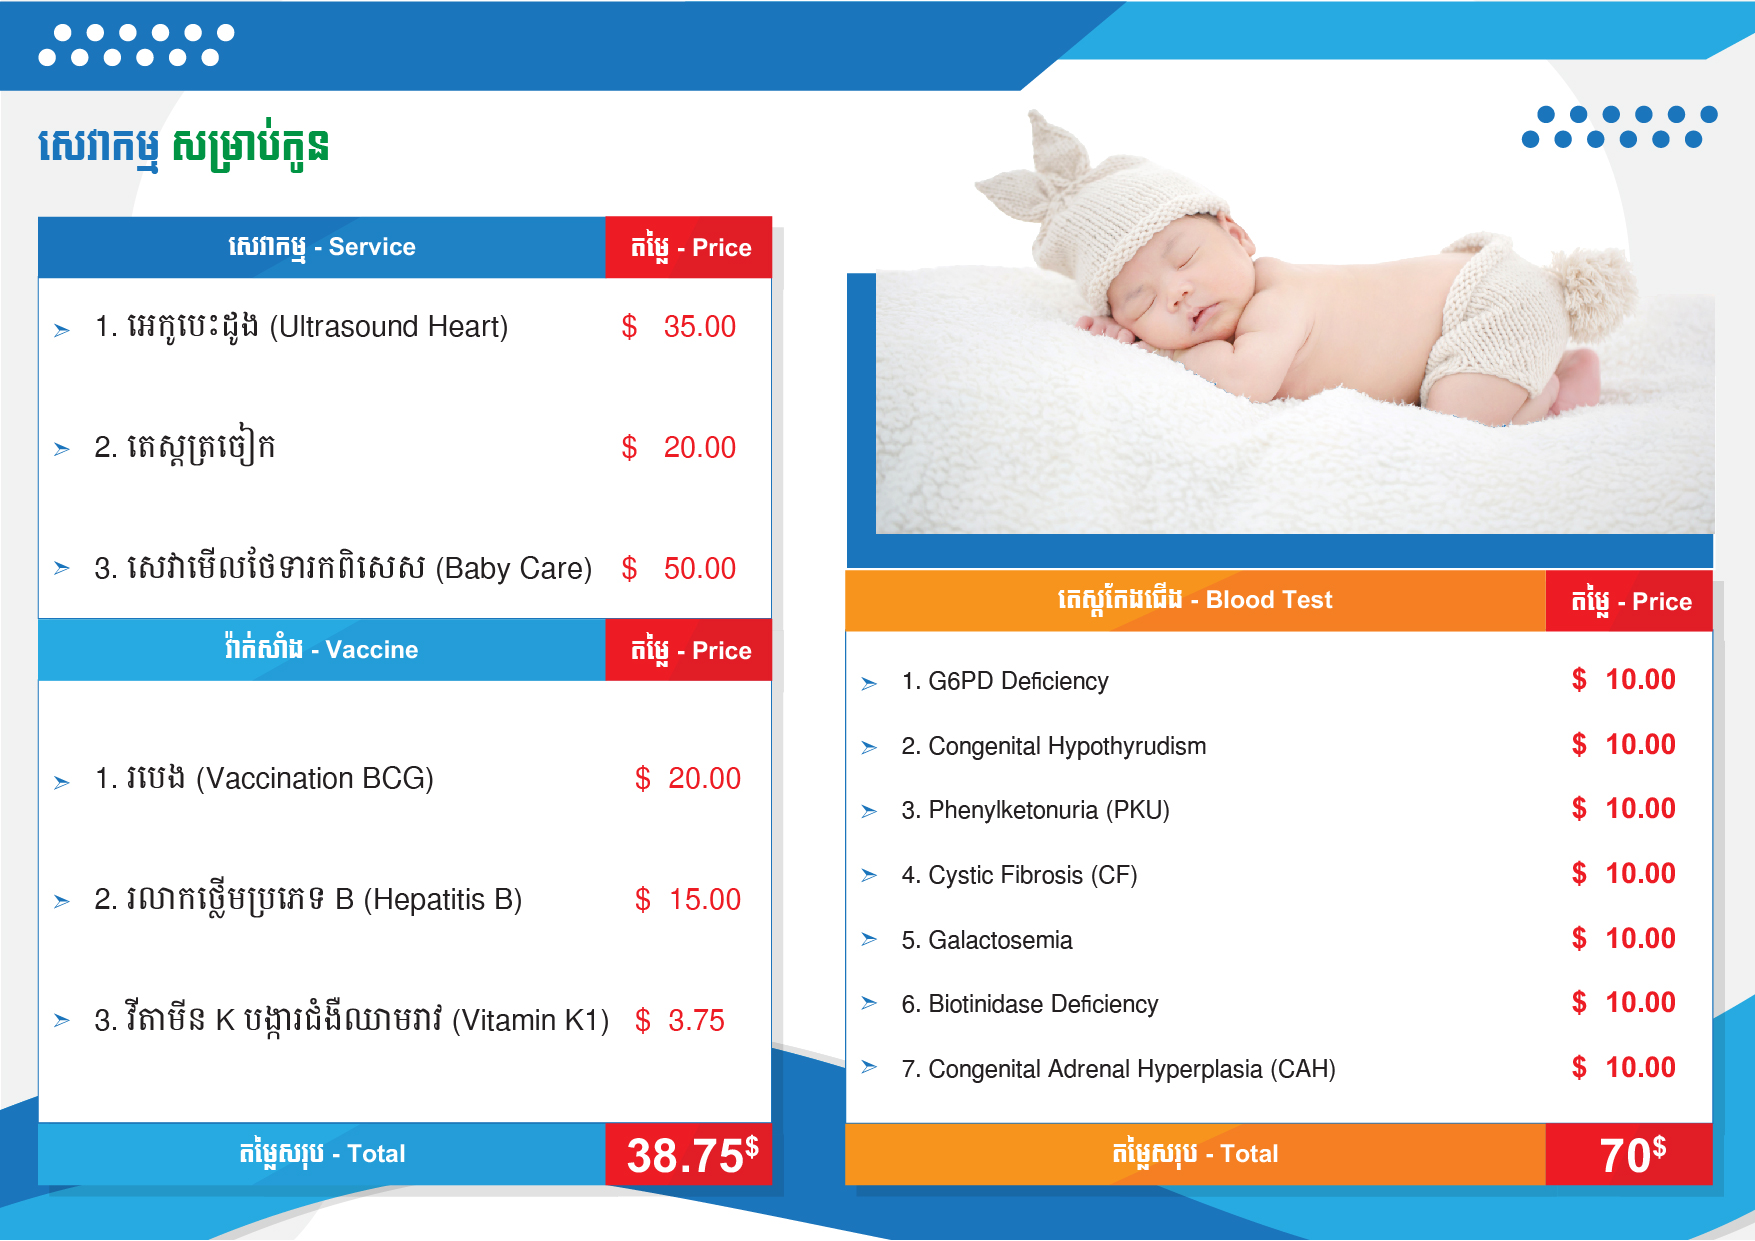 សេវាកម្ម សម្រាប់កូន
សេវាកម្ម - Service តម្លៃ - Price
1. អេកូបេះដូង (Ultrasound Heart) $ 35.00
2. តេស្តត្រចៀក $ 20.00
3. សេវាមើលថែទារកពិសេស (Baby Care) $ 50.00
វ៉ាក់សាំង - Vaccine តម្លៃ - Price
1. របេង (Vaccination BCG) $ 20.00
2. រលាកថ្លើមប្រភេទ B (Hepatitis B) $ 15.00
3. វីតាមីន K បង្ការជំងឺឈាមរាវ (Vitamin K1) $ 3.75
តម្លៃសរុប - Total 38.75$
តេស្តកែងជើង - Blood Test តម្លៃ - Price
1. G6PD Deficiency $ 10.00
2. Congenital Hypothyrudism $ 10.00
3. Phenylketonuria (PKU) $ 10.00
4. Cystic Fibrosis (CF) $ 10.00
5. Galactosemia $ 10.00
6. Biotinidase Deficiency $ 10.00
7. Congenital Adrenal Hyperplasia (CAH) $ 10.00
តម្លៃសរុប - Total 70$